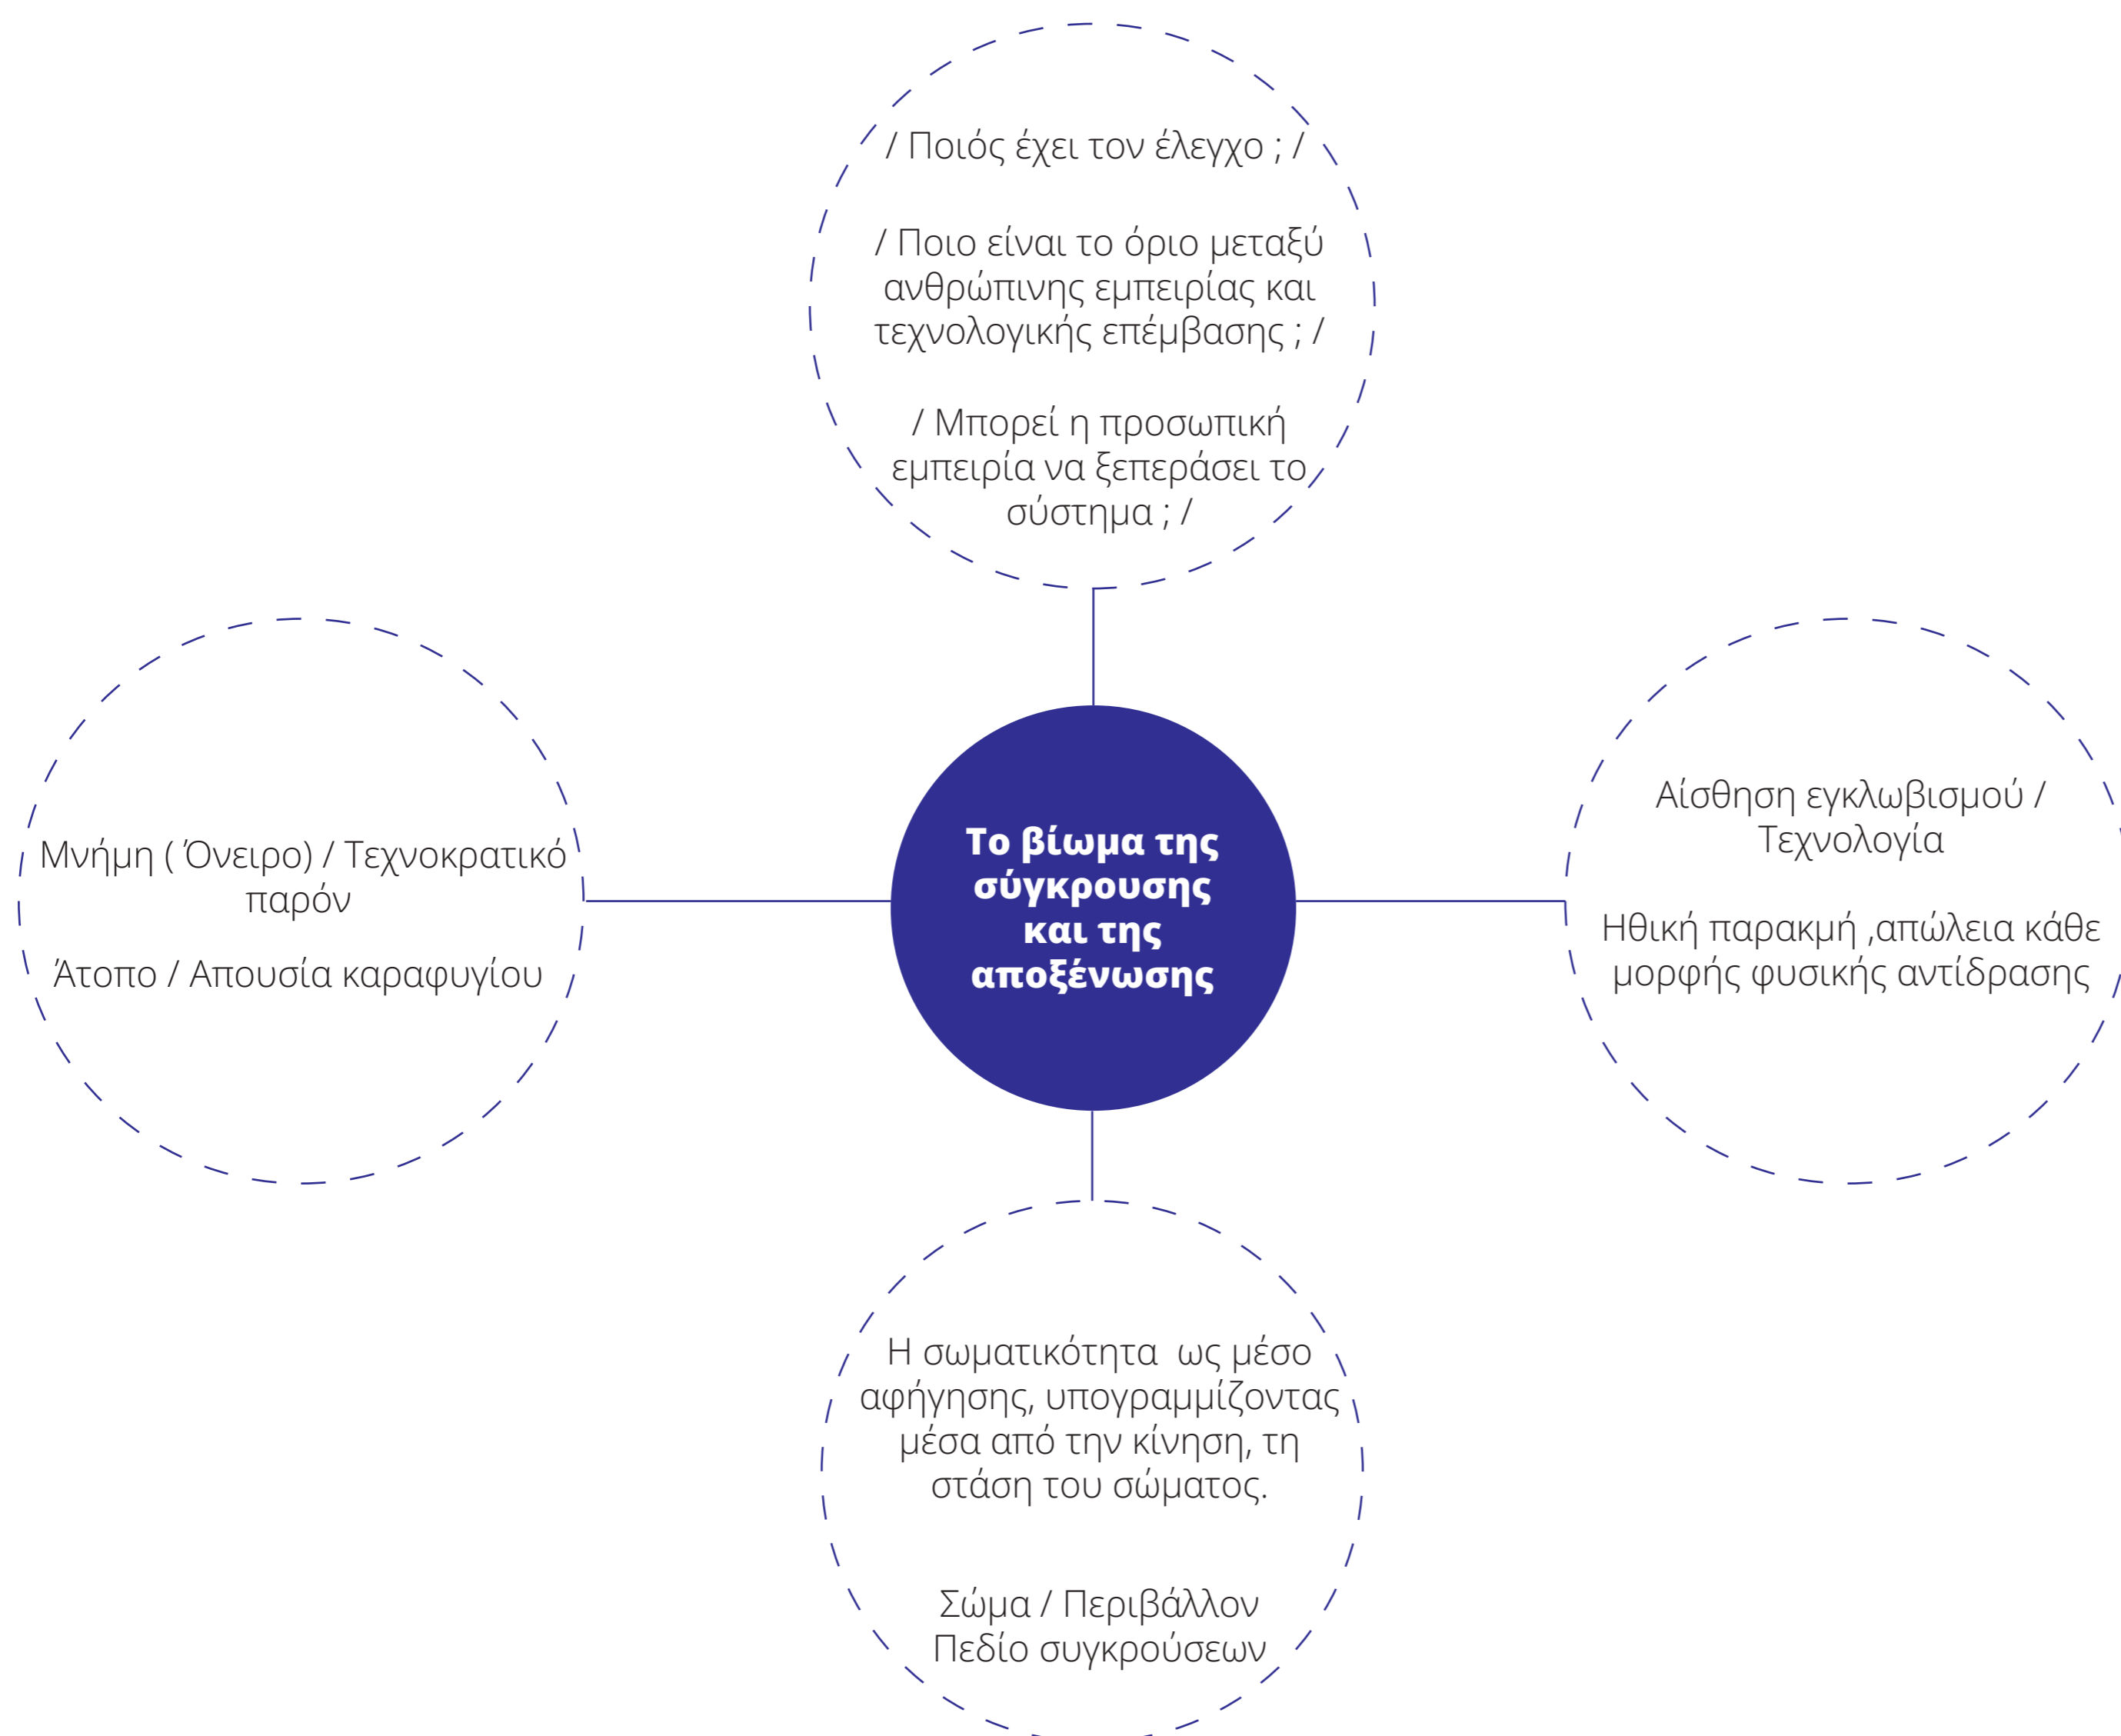 / Ποιός έχει τον έλεγχο ; /
/ Ποιο είναι το όριο μεταξύ
ανθρώπινης εμπειρίας και
τεχνολογικής επέμβασης ; /
/ Μπορεί η προσωπική
εμπειρία να ξεπεράσει το
σύστημα ; /
Μνήμη ( Όνειρο) / Τεχνοκρατικό
παρόν
Άτοπο / Απουσία καραφυγίου
Το βίωμα της
σύγκρουσης
και της
αποξένωσης
Αίσθηση εγκλωβισμού /
Τεχνολογία
Ηθική παρακμή ,απώλεια κάθε
μορφής φυσικής αντίδρασης
Η σωματικότητα  ως μέσο
αφήγησης, υπογραμμίζοντας
μέσα από την κίνηση, τη
στάση του σώματος.
Σώμα / Περιβάλλον
Πεδίο συγκρούσεων